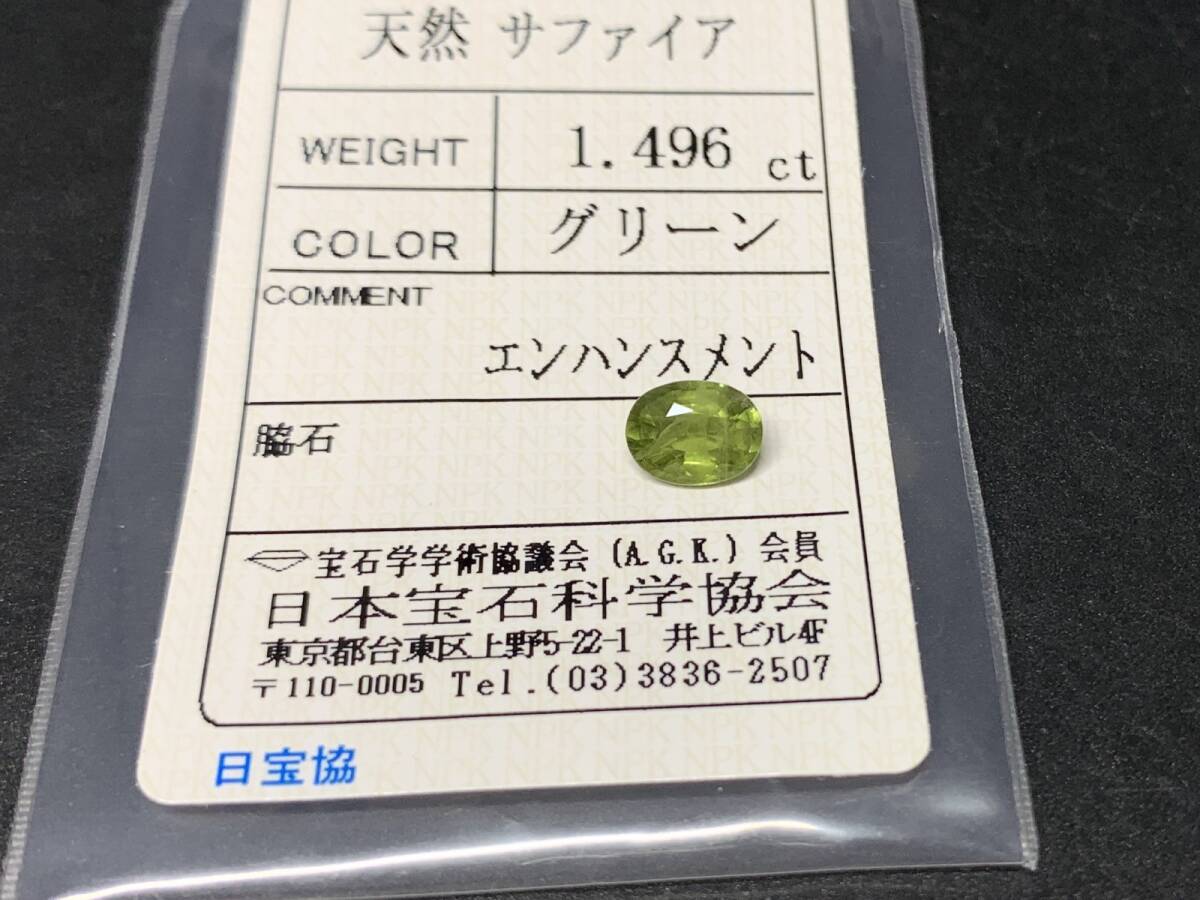 天然 サファイア
WEIGHT 1.496 ct
COLOR グリーン
COMMENT
エンハンスメント
脇石
宝石学学術協議会 (A.G.K.) 会員
日本宝石科学協会
東京都台東区上野5-22-1 井上ビル4F
〒110-0005 Tel.(03)3836-2507
日宝協